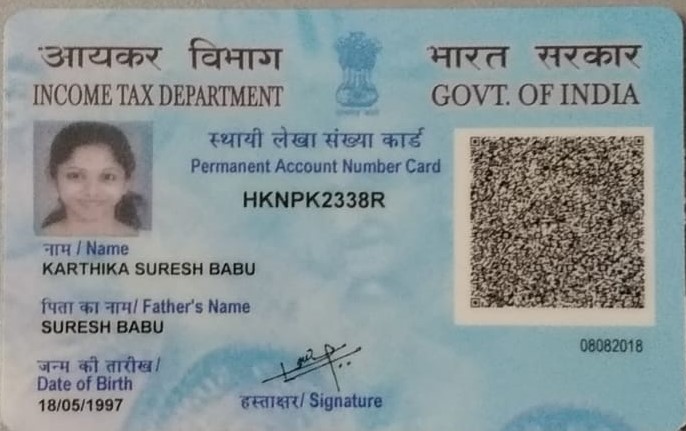 आयकर विभाग
INCOME TAX DEPARTMENT
भारत सरकार
GOVT. OF INDIA
स्थायी लेखा संख्या कार्ड
Permanent Account Number Card
HKNPK2338R
नाम / Name
KARTHIKA SURESH BABU
पिता का नाम/ Father's Name
SURESH BABU
जन्म की तारीख/
Date of Birth
18/05/1997
हस्ताक्षर/ Signature
08082018